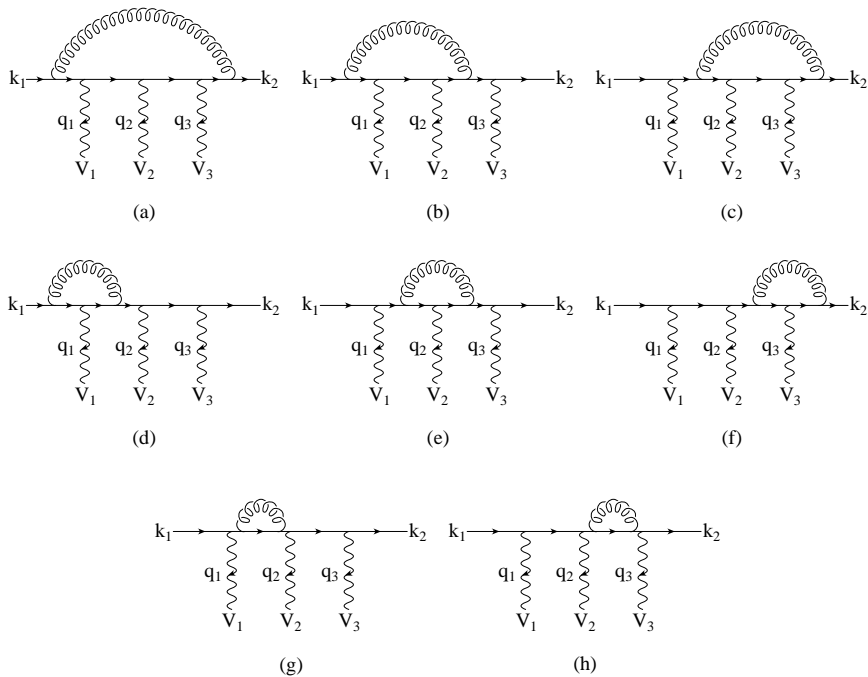 k1 k2 k1 k2 k1 k2
q1 q2 q3 q1 q2 q3 q1 q2 q3
V1 V2 V3 V1 V2 V3 V1 V2 V3
(a) (b) (c)
k1 k2 k1 k2 k1 k2
q1 q2 q3 q1 q2 q3 q1 q2 q3
V1 V2 V3 V1 V2 V3 V1 V2 V3
(d) (e) (f)
k1 k2 k1 k2
q1 q2 q3 q1 q2 q3
V1 V2 V3 V1 V2 V3
(g) (h)